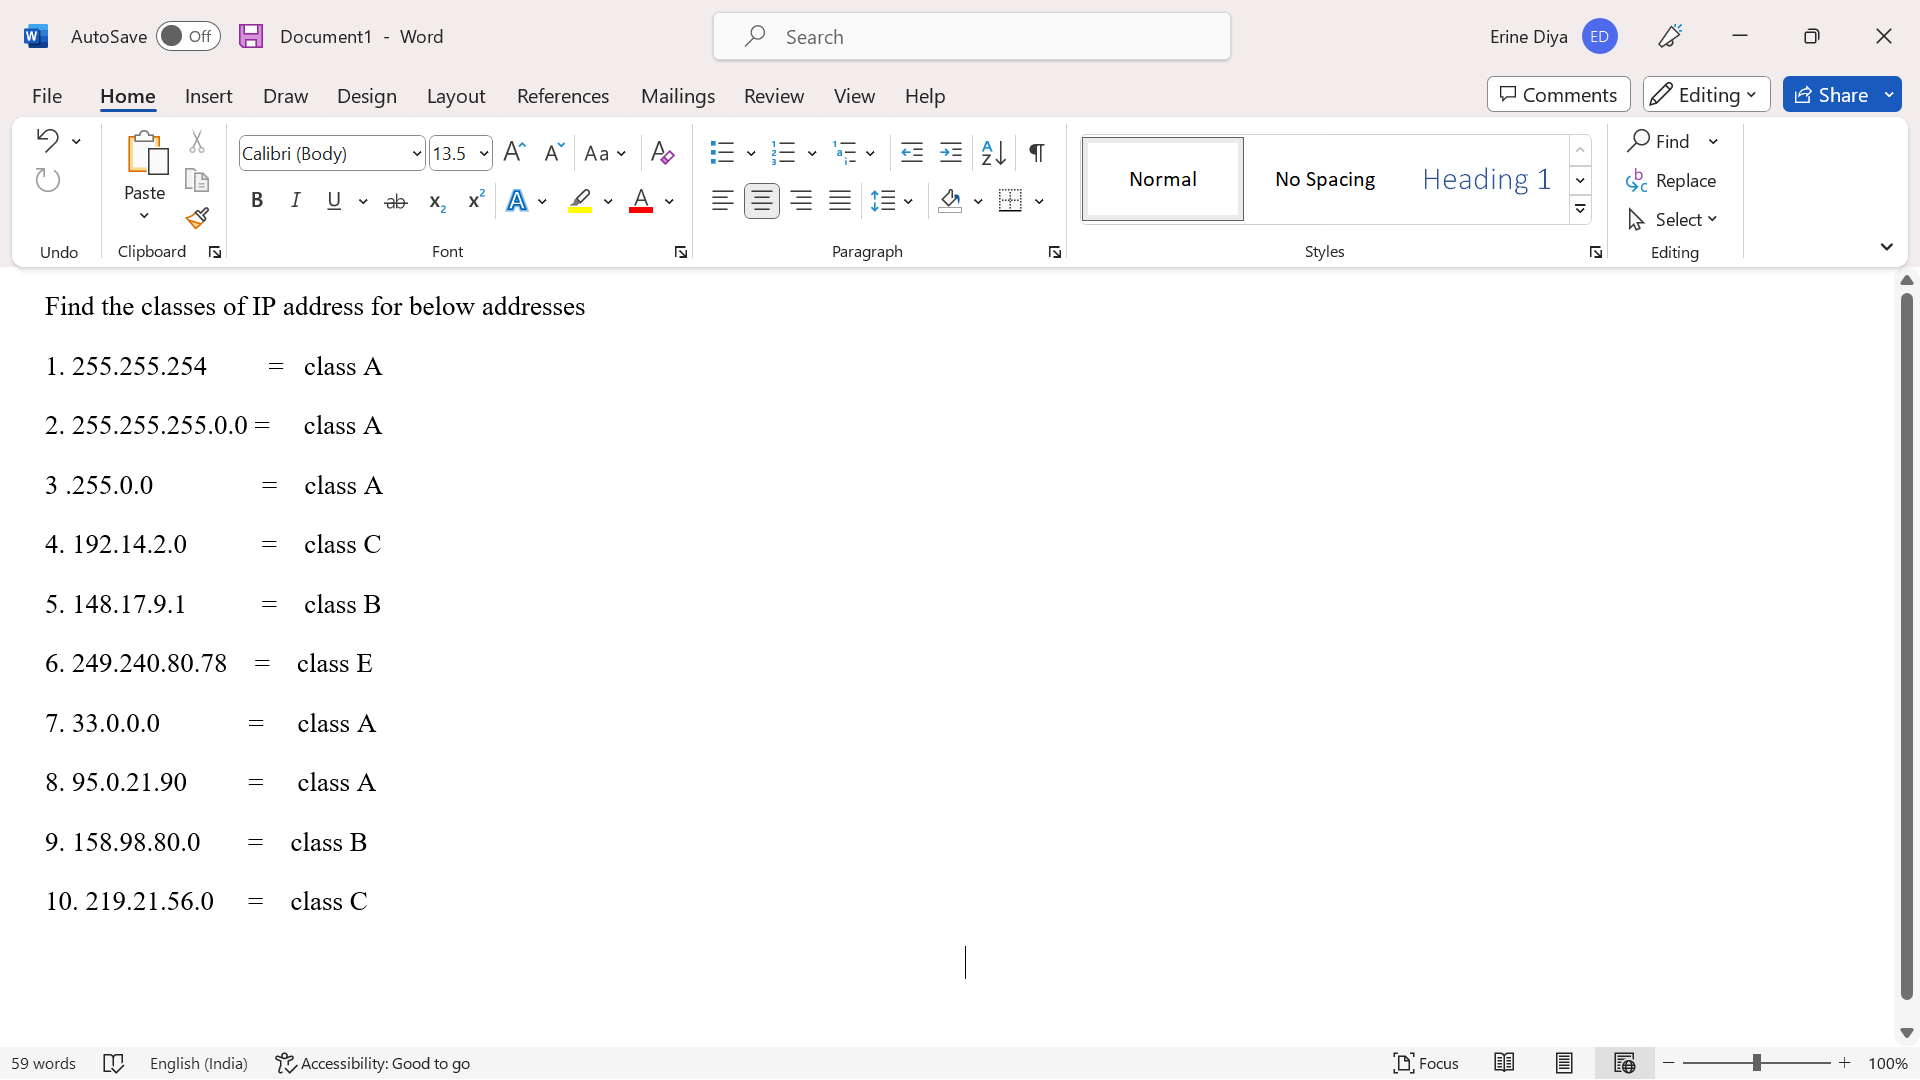 AutoSave Off Document1 - Word Search Erine Diya ED
File Home Insert Draw Design Layout References Mailings Review View Help Comments Editing Share
Calibri (Body) 13.5 Aa
Paste
B I U ab x2 x2 A A
Normal No Spacing Heading 1
Find
Replace
Select
Undo Clipboard Font Paragraph Styles Editing
Find the classes of IP address for below addresses
1. 255.255.254 = class A
2. 255.255.255.0.0 = class A
3 .255.0.0 = class A
4. 192.14.2.0 = class C
5. 148.17.9.1 = class B
6. 249.240.80.78 = class E
7. 33.0.0.0 = class A
8. 95.0.21.90 = class A
9. 158.98.80.0 = class B
10. 219.21.56.0 = class C
59 words English (India) Accessibility: Good to go Focus 100%